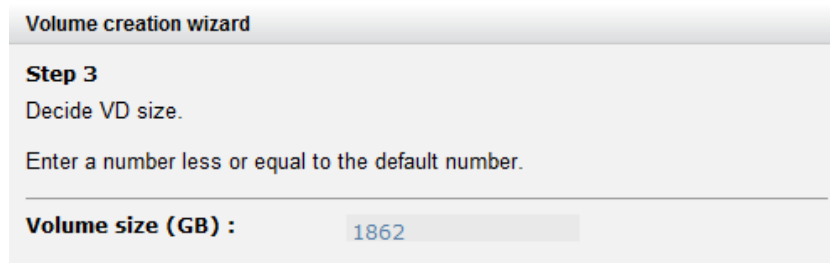 Volume creation wizard
Step 3
Decide VD size.
Enter a number less or equal to the default number.
Volume size (GB) : 1862